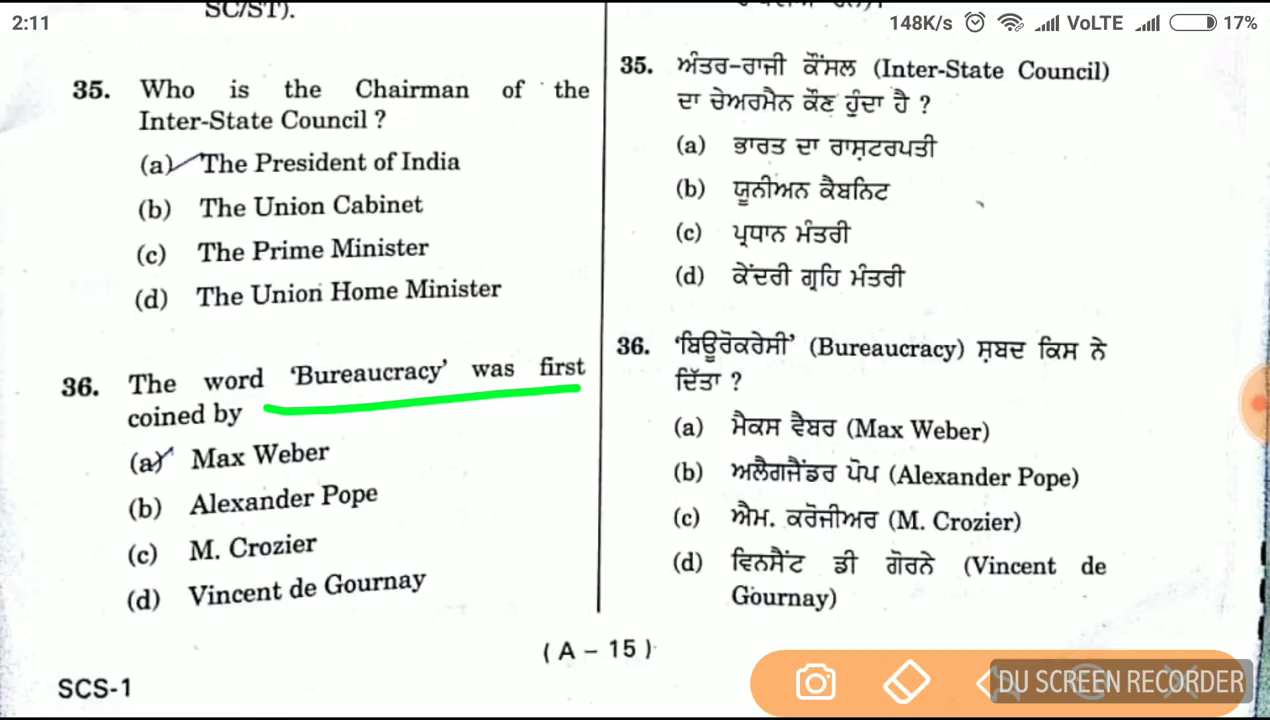 SC/ST).
2:11
148K/s VoLTE 17%
35. Who is the Chairman of the
Inter-State Council ?
(a) The President of India
(b) The Union Cabinet
(c) The Prime Minister
(d) The Union Home Minister
36. The word ‘Bureaucracy’ was first
coined by
(a) Max Weber
(b) Alexander Pope
(c) M. Crozier
(d) Vincent de Gournay
35. ਅੰਤਰ-ਰਾਜੀ ਕੌਂਸਲ (Inter-State Council)
ਦਾ ਚੇਅਰਮੈਨ ਕੌਣ ਹੁੰਦਾ ਹੈ ?
(a) ਭਾਰਤ ਦਾ ਰਾਸ਼ਟਰਪਤੀ
(b) ਯੂਨੀਅਨ ਕੈਬਨਿਟ
(c) ਪ੍ਰਧਾਨ ਮੰਤਰੀ
(d) ਕੇਂਦਰੀ ਗ੍ਰਹਿ ਮੰਤਰੀ
36. ‘ਬਿਊਰੋਕਰੇਸੀ’ (Bureaucracy) ਸ਼ਬਦ ਕਿਸ ਨੇ
ਦਿੱਤਾ ?
(a) ਮੈਕਸ ਵੈਬਰ (Max Weber)
(b) ਅਲੈਗਜੈਂਡਰ ਪੋਪ (Alexander Pope)
(c) ਐਮ. ਕਰੋਜੀਅਰ (M. Crozier)
(d) ਵਿਨਸੈਂਟ ਡੀ ਗੋਰਨੇ (Vincent de
Gournay)
( A – 15 )
SCS-1
DU SCREEN RECORDER